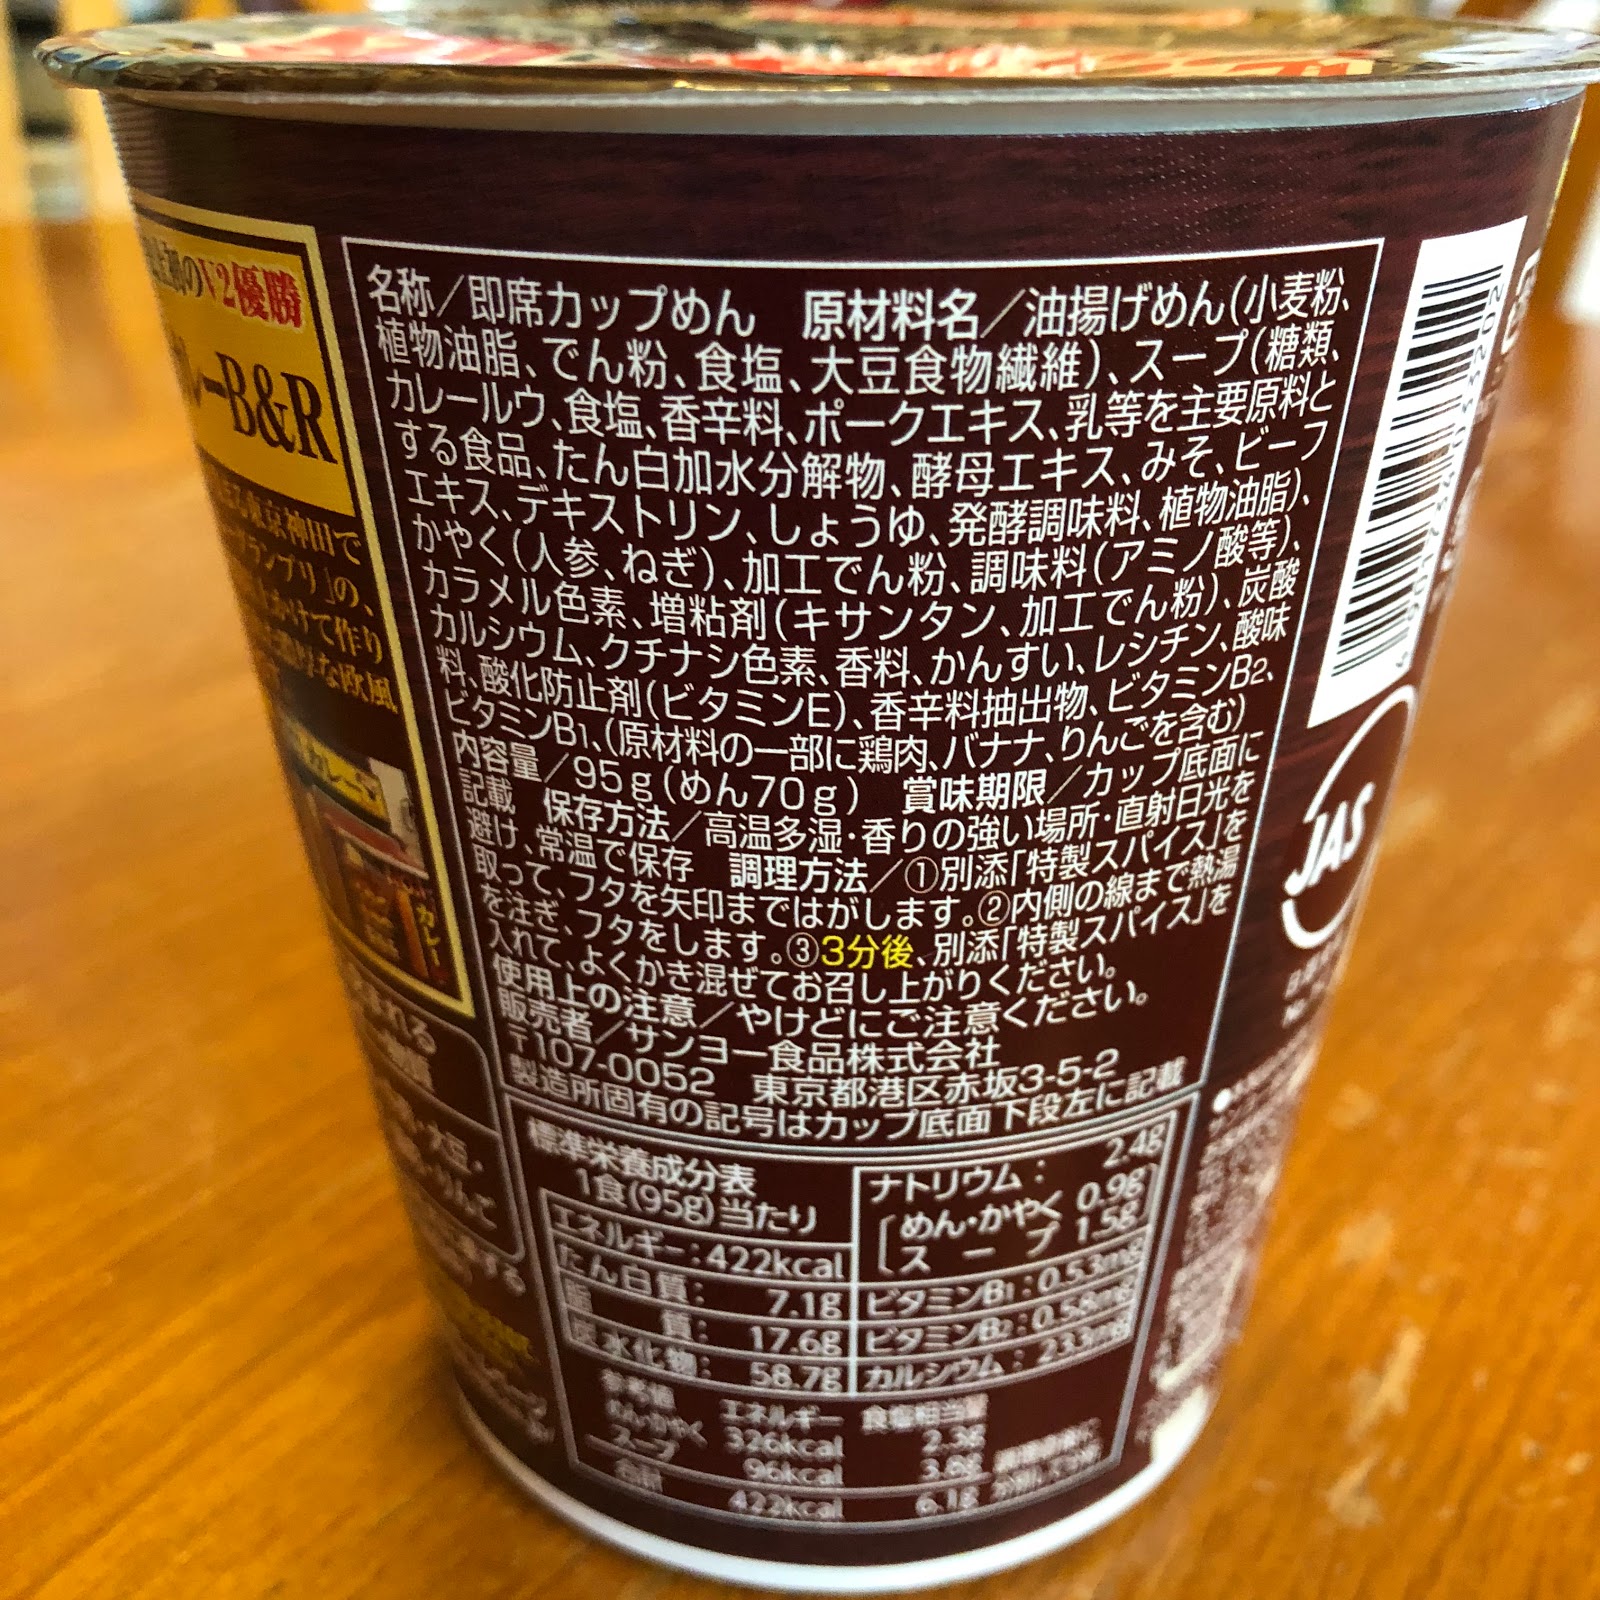 V2優勝
B&R
東京神田で
グランプリ」の、
かけて作り
な欧風
カレー
名称／即席カップめん　原材料名／油揚げめん(小麦粉、
植物油脂、でん粉、食塩、大豆食物繊維)、スープ(糖類、
カレールウ、食塩、香辛料、ポークエキス、乳等を主要原料と
する食品、たん白加水分解物、酵母エキス、みそ、ビーフ
エキス、デキストリン、しょうゆ、発酵調味料、植物油脂)、
かやく(人参、ねぎ)、加工でん粉、調味料(アミノ酸等)、
カラメル色素、増粘剤(キサンタン、加工でん粉)、炭酸
カルシウム、クチナシ色素、香料、かんすい、レシチン、酸味
料、酸化防止剤(ビタミンE)、香辛料抽出物、ビタミンB2、
ビタミンB1、(原材料の一部に鶏肉、バナナ、りんごを含む)
内容量／95g(めん70g)　賞味期限／カップ底面に
記載　保存方法／高温多湿・香りの強い場所・直射日光を
避け、常温で保存　調理方法／①別添「特製スパイス」を
取って、フタを矢印まではがします。②内側の線まで熱湯
を注ぎ、フタをします。③3分後、別添「特製スパイス」を
入れて、よくかき混ぜてお召し上がりください。
使用上の注意／やけどにご注意ください。
販売者／サンヨー食品株式会社
〒107-0052　東京都港区赤坂3-5-2
製造所固有の記号はカップ底面下段左に記載
標準栄養成分表
1食(95g)当たり
エネルギー:422kcal
たん白質: 7.1g
脂質: 17.6g
炭水化物: 58.7g
ナトリウム: 2.4g
めん・かやく 0.9g
スープ 1.5g
ビタミンB1:0.53mg
ビタミンB2:0.58mg
カルシウム:233mg
参考値 エネルギー 食塩相当量
めん・かやく 326kcal 2.3g
スープ 96kcal 3.8g
合計 422kcal 6.1g
JAS